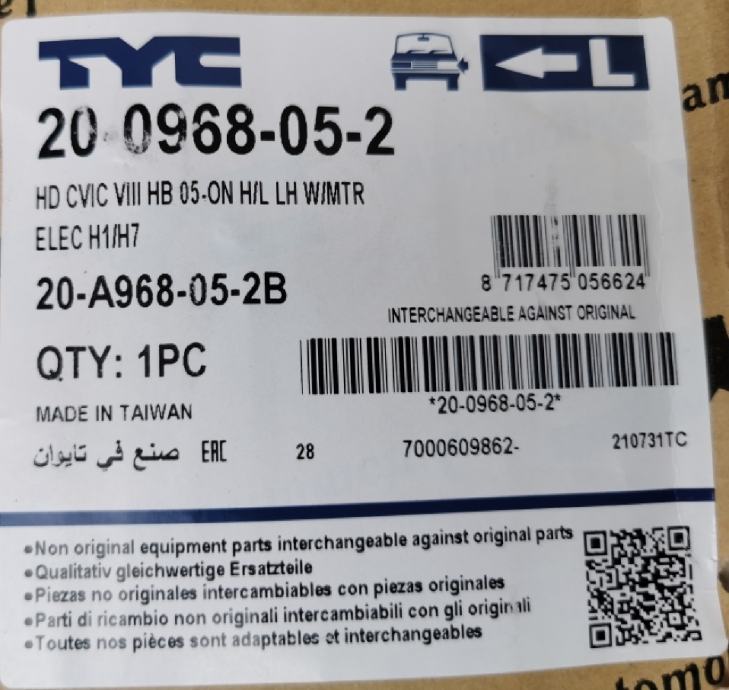 TYC
L
20-0968-05-2
HD CVIC VIII HB 05-ON H/L LH W/MTR
ELEC H1/H7
8 717475 056624
20-A968-05-2B
INTERCHANGEABLE AGAINST ORIGINAL
QTY: 1PC
*20-0968-05-2*
MADE IN TAIWAN
صنع في تايوان EAC 28 7000609862- 210731TC
•Non original equipment parts interchangeable against original parts
•Qualitativ gleichwertige Ersatzteile
•Piezas no originales intercambiables con piezas originales
•Parti di ricambio non originali intercambiabili con gli originali
•Toutes nos pièces sont adaptables et interchangeables